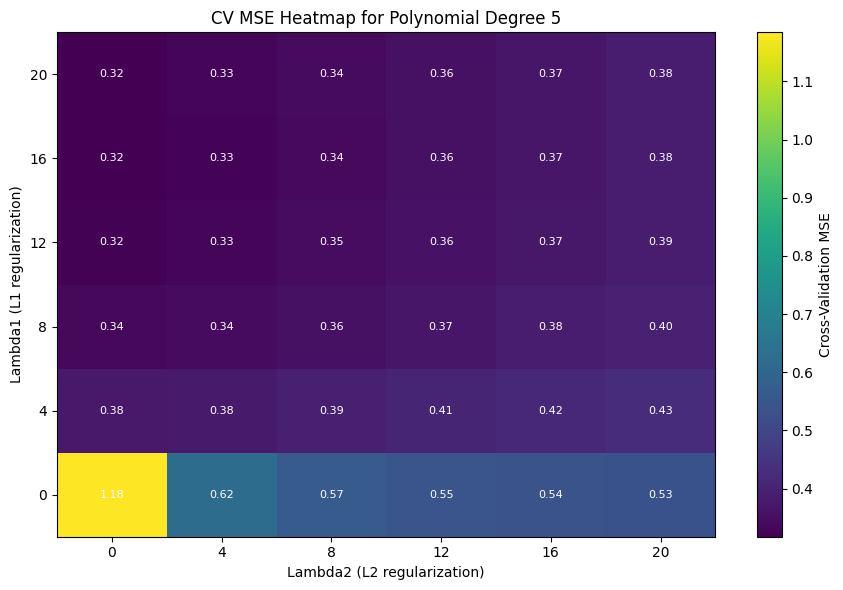 CV MSE Heatmap for Polynomial Degree 5
Lambda1 (L1 regularization)
20 0.32 0.33 0.34 0.36 0.37 0.38
16 0.32 0.33 0.34 0.36 0.37 0.38
12 0.32 0.33 0.35 0.36 0.37 0.39
8 0.34 0.34 0.36 0.37 0.38 0.40
4 0.38 0.38 0.39 0.41 0.42 0.43
0 1.18 0.62 0.57 0.55 0.54 0.53
0 4 8 12 16 20
Lambda2 (L2 regularization)
1.1
1.0
0.9
0.8
0.7
0.6
0.5
0.4
Cross-Validation MSE